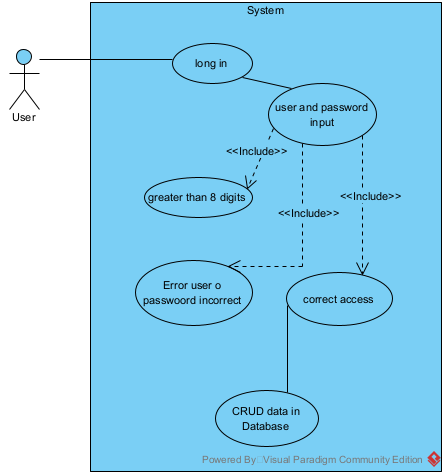 System
User
long in
user and password
input
<<Include>>
greater than 8 digits
<<Include>>
<<Include>>
Error user o
passwoord incorrect
correct access
CRUD data in
Database
Powered By: Visual Paradigm Community Edition